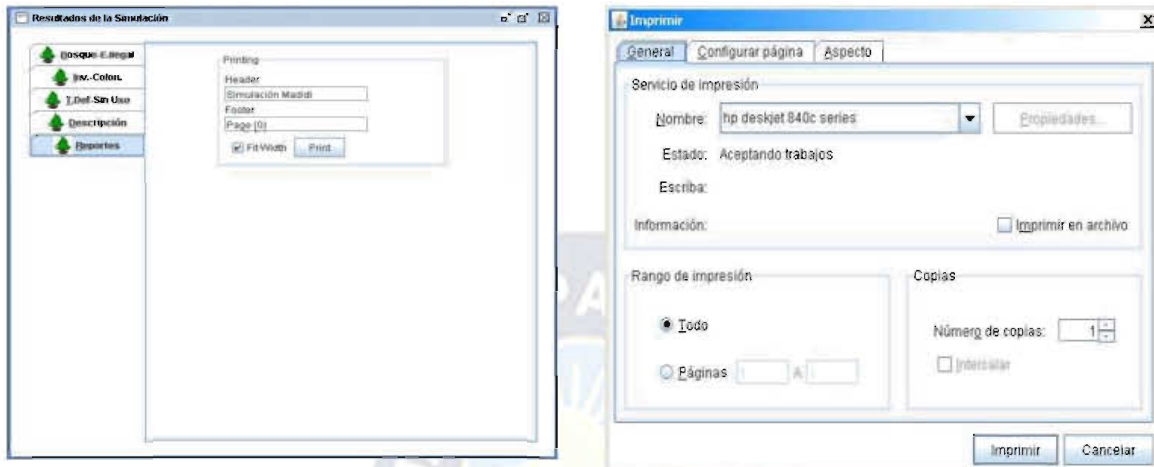 Resultados de la Simulación
Bosque-E.Ilegal
Inv.-Colon.
T.Def-Sin Uso
Descripción
Reportes
Printing
Header
Simulación Madidi
Footer
Page {0}
Fit Width
Print
Imprimir
General
Configurar página
Aspecto
Servicio de impresión
Nombre: hp deskjet 840c series
Propiedades...
Estado: Aceptando trabajos
Escriba:
Información:
Imprimir en archivo
Rango de impresión
Todo
Páginas 1 A 1
Copias
Número de copias: 1
Intercalar
Imprimir
Cancelar